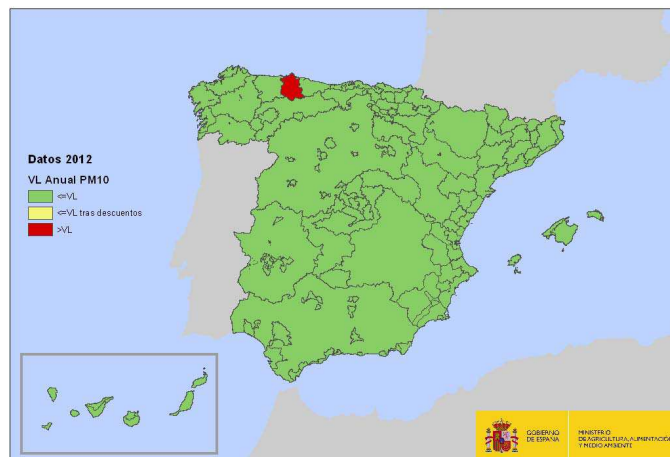 Datos 2012
VL Anual PM10
<=VL
<=VL tras descuentos
>VL
GOBIERNO
DE ESPAÑA
MINISTERIO
DE AGRICULTURA, ALIMENTACIÓN
Y MEDIO AMBIENTE